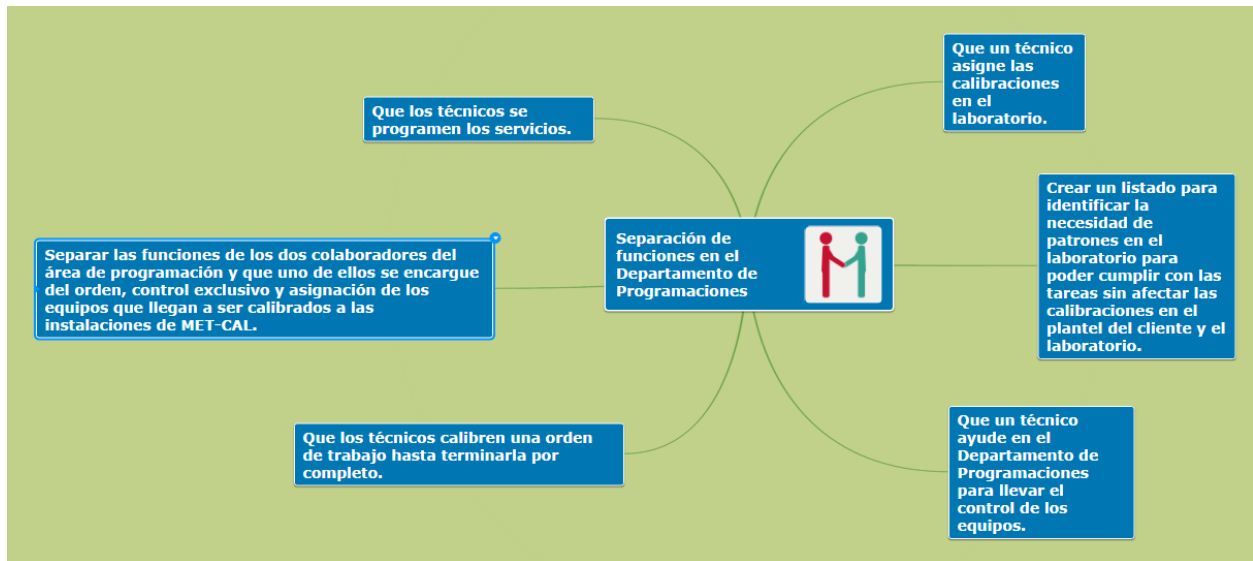 Que un técnico
asigne las
calibraciones
en el
laboratorio.
Que los técnicos se
programen los servicios.
Crear un listado para
identificar la
necesidad de
patrones en el
laboratorio para
poder cumplir con las
tareas sin afectar las
calibraciones en el
plantel del cliente y el
laboratorio.
Separación de
funciones en el
Departamento de
Programaciones
Separar las funciones de los dos colaboradores del
área de programación y que uno de ellos se encargue
del orden, control exclusivo y asignación de los
equipos que llegan a ser calibrados a las
instalaciones de MET-CAL.
Que los técnicos calibren una orden
de trabajo hasta terminarla por
completo.
Que un técnico
ayude en el
Departamento de
Programaciones
para llevar el
control de los
equipos.